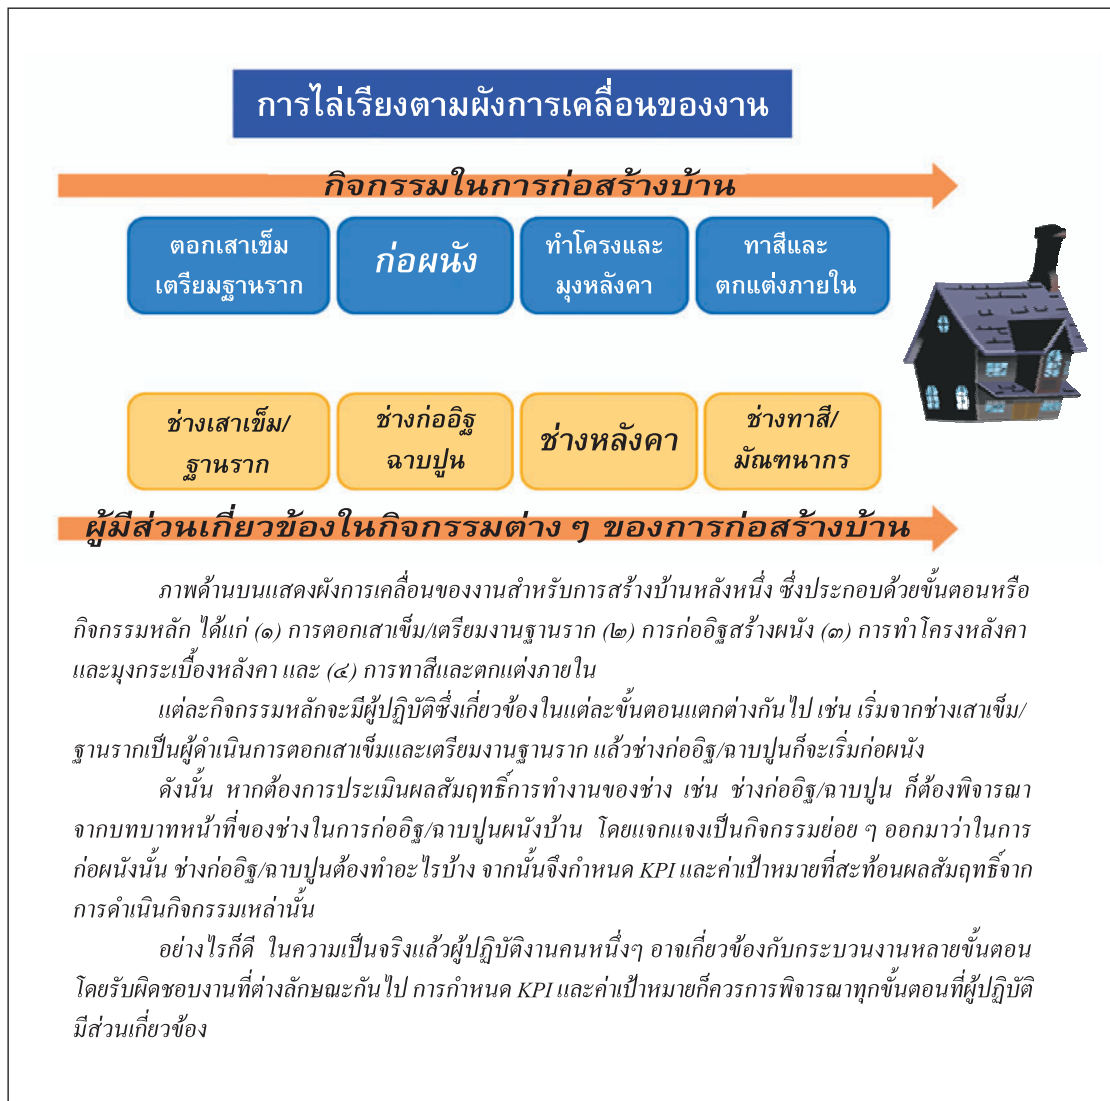 การไล่เรียงตามผังการเคลื่อนของงาน
กิจกรรมในการก่อสร้างบ้าน
ตอกเสาเข็ม
เตรียมฐานราก
ก่อผนัง
ทำโครงและ
มุงหลังคา
ทาสีและ
ตกแต่งภายใน
ช่างเสาเข็ม/
ฐานราก
ช่างก่ออิฐ
ฉาบปูน
ช่างหลังคา
ช่างทาสี/
มัณฑนากร
ผู้มีส่วนเกี่ยวข้องในกิจกรรมต่าง ๆ ของการก่อสร้างบ้าน
ภาพด้านบนแสดงผังการเคลื่อนของงานสำหรับการสร้างบ้านหลังหนึ่ง ซึ่งประกอบด้วยขั้นตอนหรือ
กิจกรรมหลัก ได้แก่ (๑) การตอกเสาเข็ม/เตรียมงานฐานราก (๒) การก่ออิฐสร้างผนัง (๓) การทำโครงหลังคา
และมุงกระเบื้องหลังคา และ (๔) การทาสีและตกแต่งภายใน
แต่ละกิจกรรมหลักจะมีผู้ปฏิบัติซึ่งเกี่ยวข้องในแต่ละขั้นตอนแตกต่างกันไป เช่น เริ่มจากช่างเสาเข็ม/
ฐานรากเป็นผู้ดำเนินการตอกเสาเข็มและเตรียมงานฐานราก แล้วช่างก่ออิฐ/ฉาบปูนก็จะเริ่มก่อผนัง
ดังนั้น หากต้องการประเมินผลสัมฤทธิ์การทำงานของช่าง เช่น ช่างก่ออิฐ/ฉาบปูน ก็ต้องพิจารณา
จากบทบาทหน้าที่ของช่างในการก่ออิฐ/ฉาบปูนผนังบ้าน โดยแจกแจงเป็นกิจกรรมย่อย ๆ ออกมาว่าในการ
ก่อผนังนั้น ช่างก่ออิฐ/ฉาบปูนต้องทำอะไรบ้าง จากนั้นจึงกำหนด KPI และค่าเป้าหมายที่สะท้อนผลสัมฤทธิ์จาก
การดำเนินกิจกรรมเหล่านั้น
อย่างไรก็ดี ในความเป็นจริงแล้วผู้ปฏิบัติงานคนหนึ่งๆ อาจเกี่ยวข้องกับกระบวนงานหลายขั้นตอน
โดยรับผิดชอบงานที่ต่างลักษณะกันไป การกำหนด KPI และค่าเป้าหมายก็ควรการพิจารณาทุกขั้นตอนที่ผู้ปฏิบัติ
มีส่วนเกี่ยวข้อง